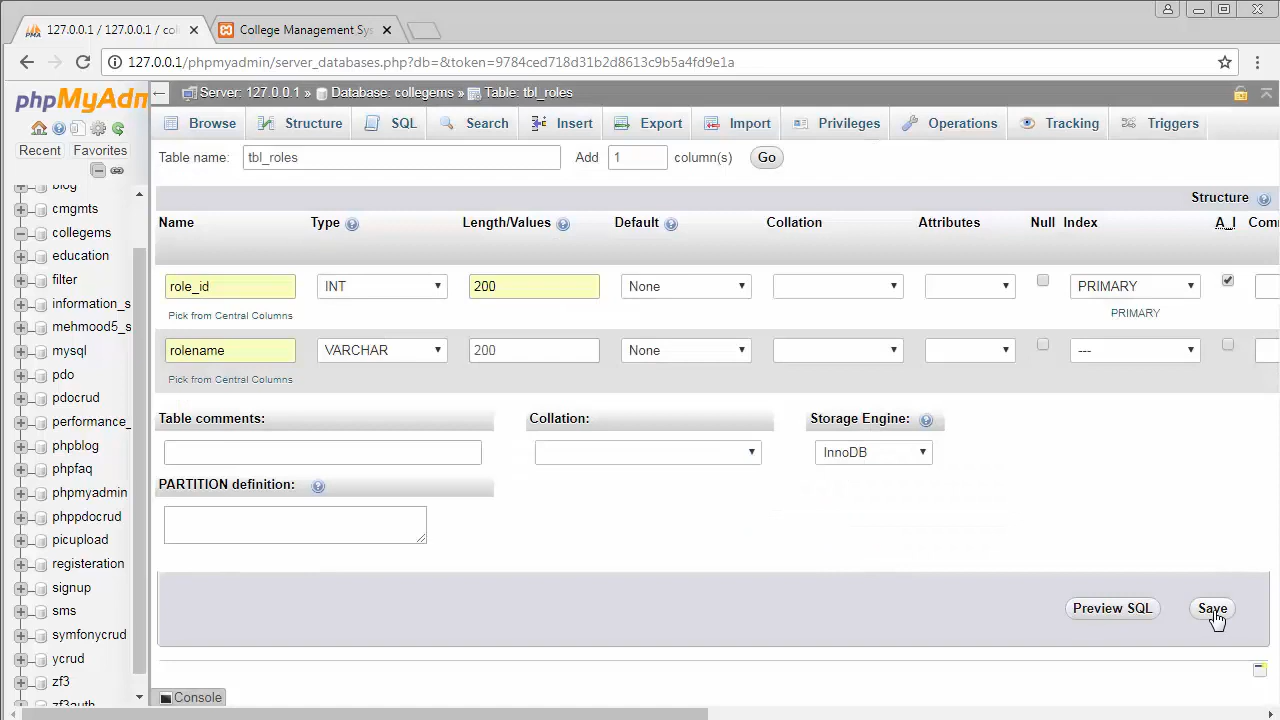 127.0.0.1 / 127.0.0.1 / col
College Management Sys
127.0.0.1/phpmyadmin/server_databases.php?db=&token=9784ced718d31b2d8613c9b5a4fd9e1a
phpMyAdm
Recent Favorites
blog
cmgmts
collegems
education
filter
information_s
mehmood5_s
mysql
pdo
pdocrud
performance_
phpblog
phpfaq
phpmyadmin
phppdocrud
picupload
registeration
signup
sms
symfonycrud
ycrud
zf3
zf3auth
Server: 127.0.0.1 » Database: collegems » Table: tbl_roles
Browse Structure SQL Search Insert Export Import Privileges Operations Tracking Triggers
Table name: tbl_roles Add 1 column(s) Go
Structure
Name Type Length/Values Default Collation Attributes Null Index A_I Comm
role_id INT 200 None PRIMARY
Pick from Central Columns PRIMARY
rolename VARCHAR 200 None ---
Pick from Central Columns
Table comments: Collation: Storage Engine:
InnoDB
PARTITION definition:
Preview SQL Save
Console